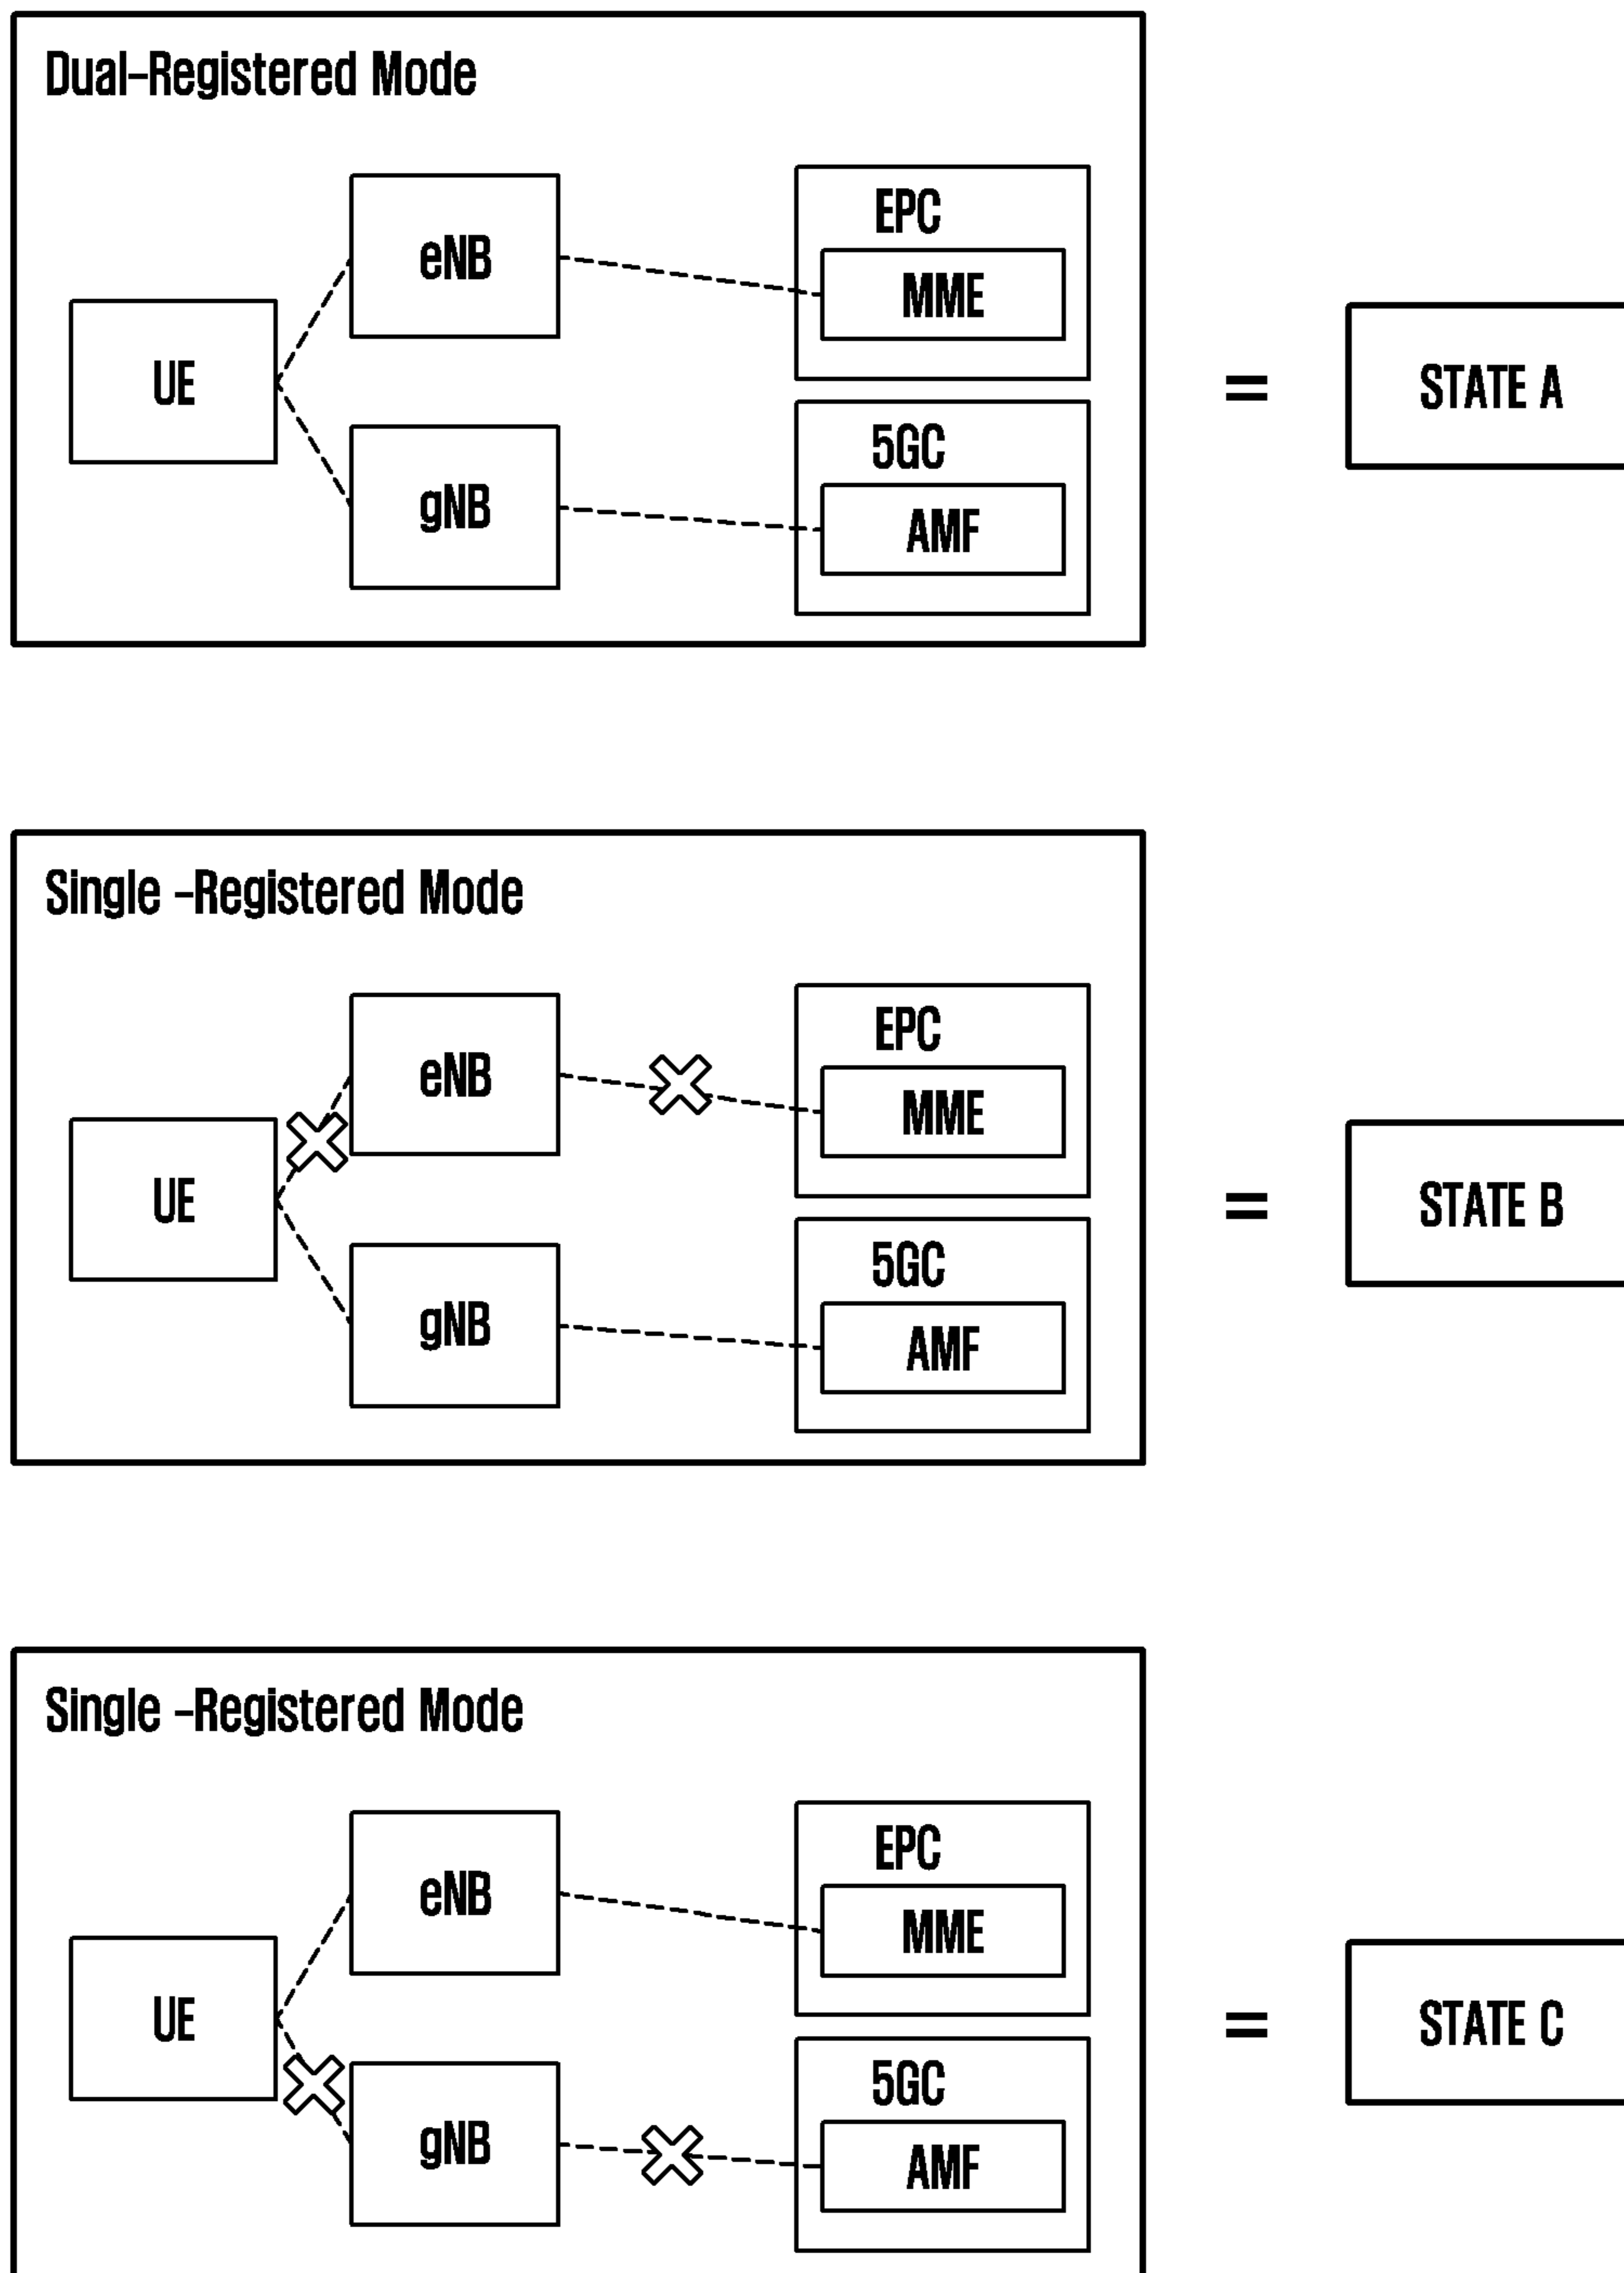 Dual-Registered Mode
EPC
eNB
MME
UE
=
STATE A
5GC
gNB
AMF
Single -Registered Mode
EPC
eNB
MME
UE
=
STATE B
5GC
gNB
AMF
Single -Registered Mode
EPC
eNB
MME
UE
=
STATE C
5GC
gNB
AMF